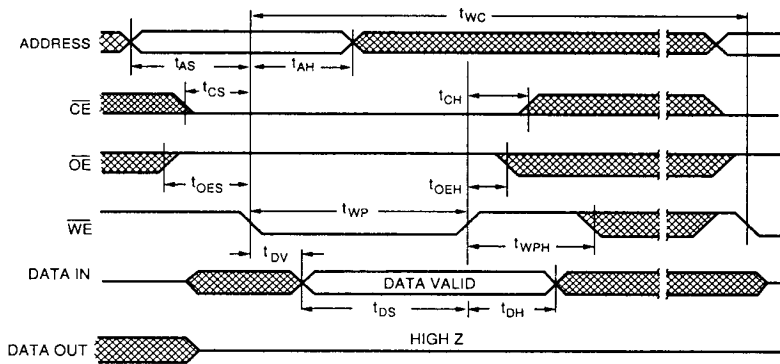 tWC
ADDRESS
tAS
tAH
tCS
tCH
CE
OE
tOES
tOEH
tWP
WE
tWPH
tDV
DATA IN
DATA VALID
tDS
tDH
HIGH Z
DATA OUT